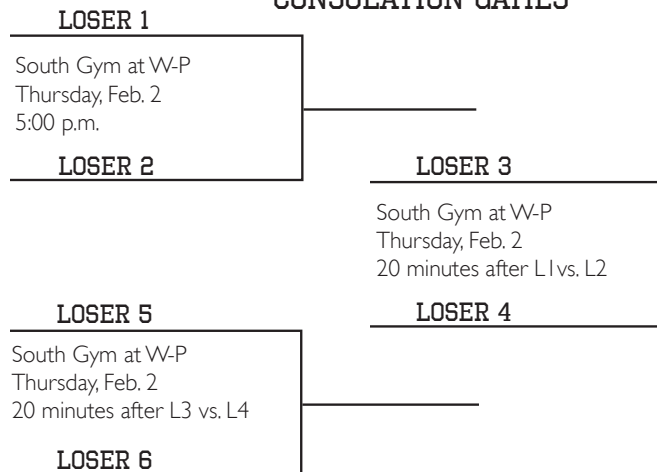 CONSOLATION GAMES
LOSER 1
South Gym at W-P
Thursday, Feb. 2
5:00 p.m.
LOSER 2
LOSER 3
South Gym at W-P
Thursday, Feb. 2
20 minutes after L1vs. L2
LOSER 4
LOSER 5
South Gym at W-P
Thursday, Feb. 2
20 minutes after L3 vs. L4
LOSER 6